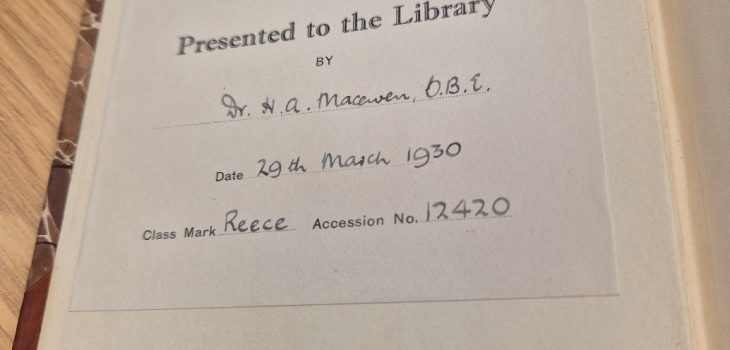 Presented to the Library
BY
Dr. H. A. Macewen, O.B.E.
Date 29th March 1930
Class Mark Reece Accession No. 12420